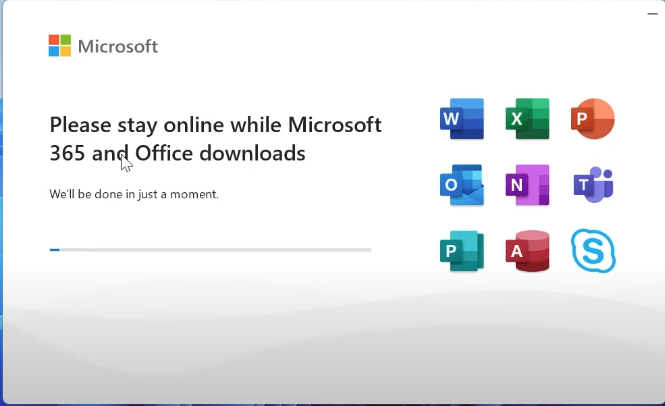 Microsoft
Please stay online while Microsoft
365 and Office downloads
We'll be done in just a moment.
W
X
P
O
N
T
P
A
S